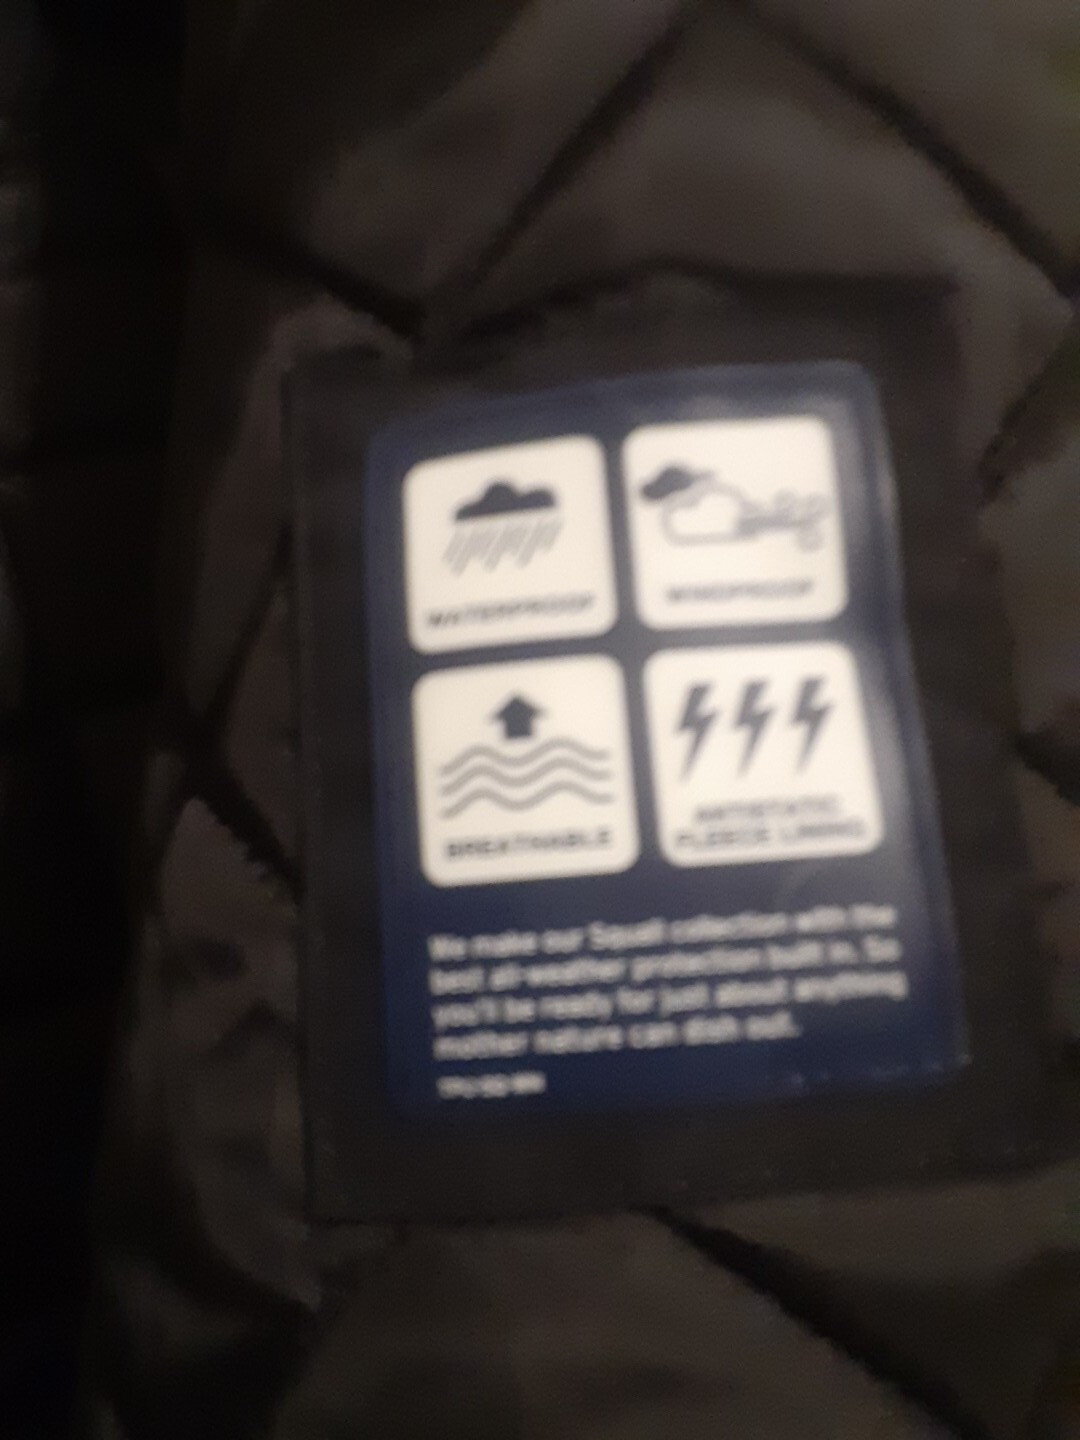 WATERPROOF
WINDPROOF
BREATHABLE
ANTISTATIC
FLEECE LINING
We make our Squall collection with the
best all-weather protection built in. So
you'll be ready for just about anything
mother nature can dish out.